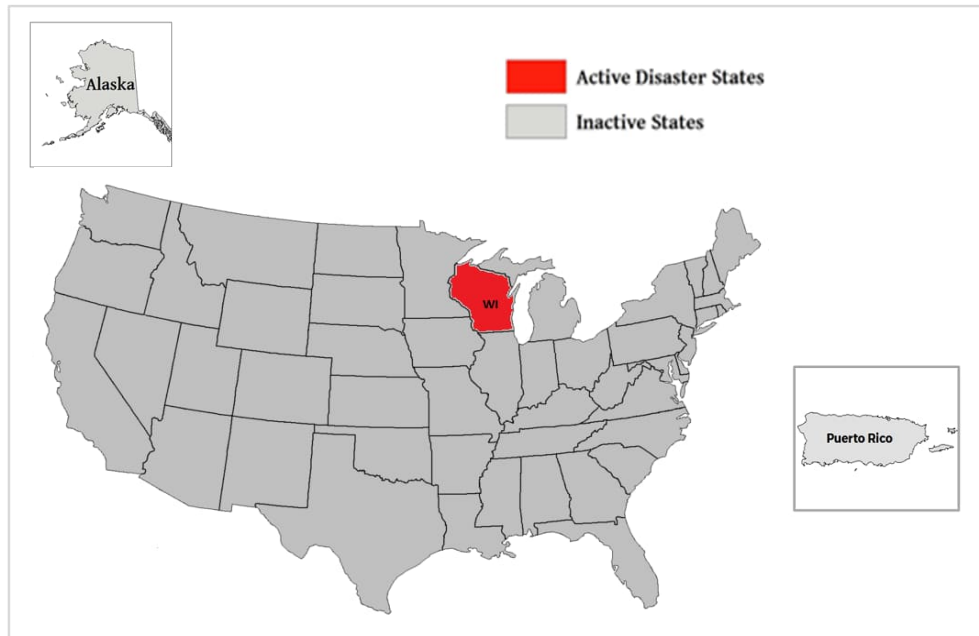 Alaska
Active Disaster States
Inactive States
WI
Puerto Rico